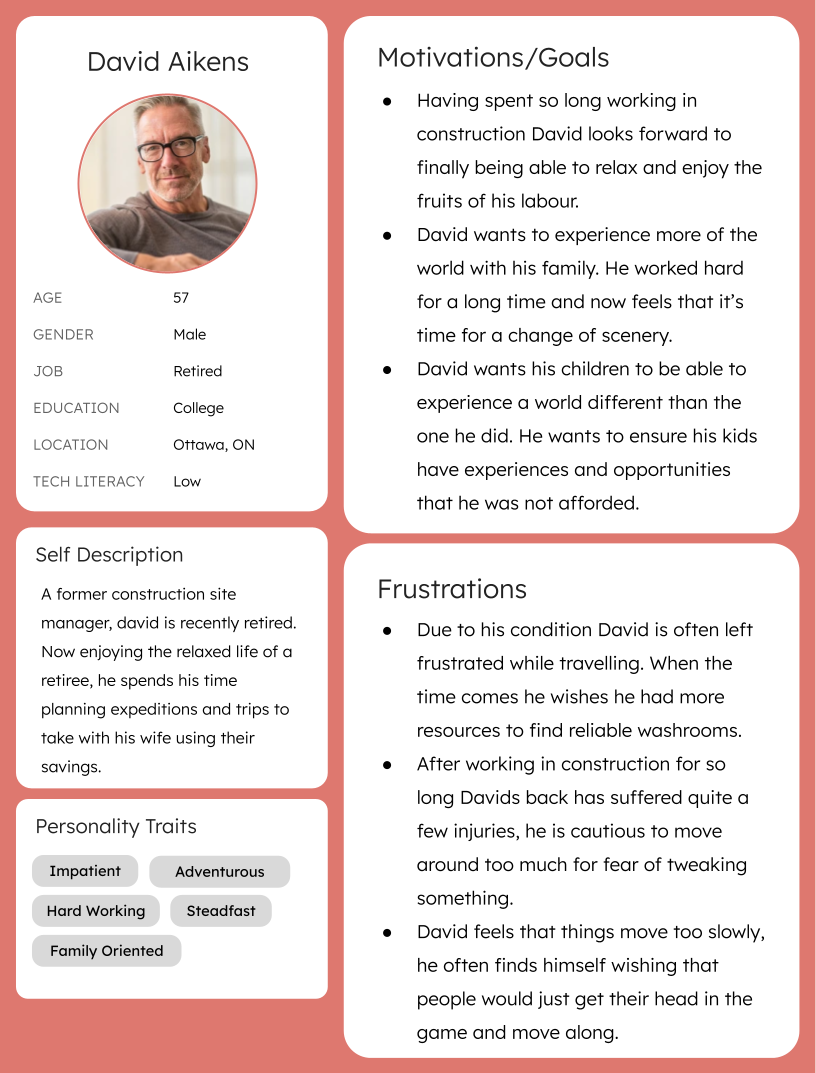 David Aikens
AGE 57
GENDER Male
JOB Retired
EDUCATION College
LOCATION Ottawa, ON
TECH LITERACY Low
Self Description
A former construction site
manager, david is recently retired.
Now enjoying the relaxed life of a
retiree, he spends his time
planning expeditions and trips to
take with his wife using their
savings.
Personality Traits
Impatient
Adventurous
Hard Working
Steadfast
Family Oriented
Motivations/Goals
● Having spent so long working in
construction David looks forward to
finally being able to relax and enjoy the
fruits of his labour.
● David wants to experience more of the
world with his family. He worked hard
for a long time and now feels that it’s
time for a change of scenery.
● David wants his children to be able to
experience a world different than the
one he did. He wants to ensure his kids
have experiences and opportunities
that he was not afforded.
Frustrations
● Due to his condition David is often left
frustrated while travelling. When the
time comes he wishes he had more
resources to find reliable washrooms.
● After working in construction for so
long Davids back has suffered quite a
few injuries, he is cautious to move
around too much for fear of tweaking
something.
● David feels that things move too slowly,
he often finds himself wishing that
people would just get their head in the
game and move along.